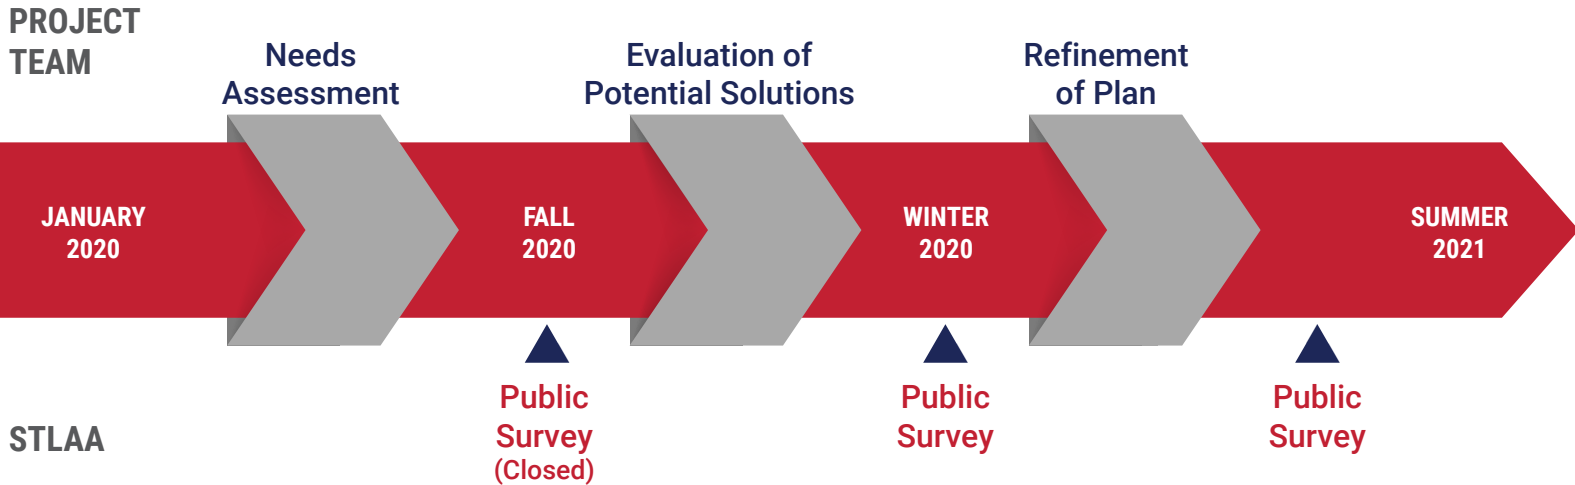 PROJECT
TEAM
Needs
Assessment
Evaluation of
Potential Solutions
Refinement
of Plan
JANUARY
2020
FALL
2020
WINTER
2020
SUMMER
2021
STLAA
Public
Survey
(Closed)
Public
Survey
Public
Survey